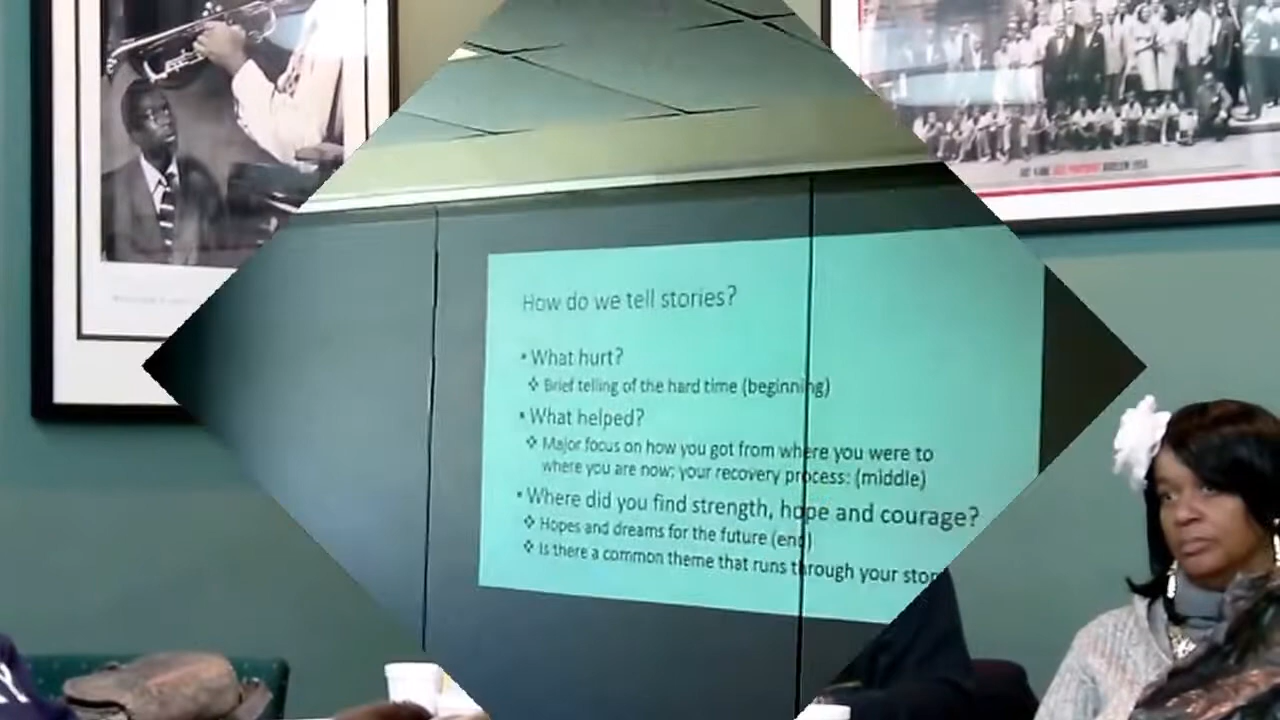 How do we tell stories?
• What hurt?
❖ Brief telling of the hard time (beginning)
• What helped?
❖ Major focus on how you got from where you were to
where you are now; your recovery process: (middle)
• Where did you find strength, hope and courage?
❖ Hopes and dreams for the future (end)
❖ Is there a common theme that runs through your stor